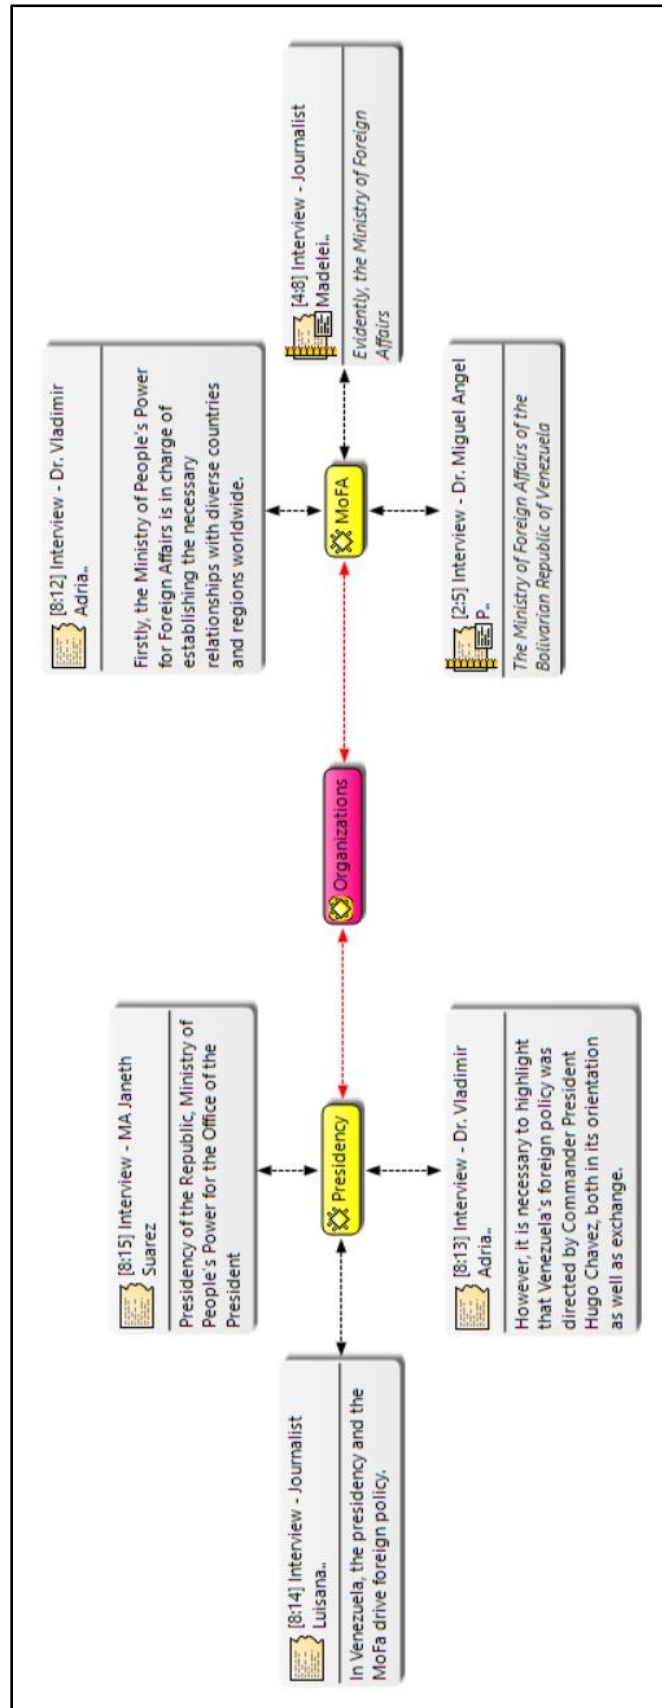 [8:14] Interview - Journalist
Luisana..
In Venezuela, the presidency and the
MoFa drive foreign policy.
[8:15] Interview - MA Janeth
Suarez
Presidency of the Republic, Ministry of
People's Power for the Office of the
President
Presidency
[8:13] Interview - Dr. Vladimir
Adria..
However, it is necessary to highlight
that Venezuela's foreign policy was
directed by Commander President
Hugo Chavez, both in its orientation
as well as exchange.
Organizations
[8:12] Interview - Dr. Vladimir
Adria..
Firstly, the Ministry of People's Power
for Foreign Affairs is in charge of
establishing the necessary
relationships with diverse countries
and regions worldwide.
MoFA
[2:5] Interview - Dr. Miguel Angel
P..
The Ministry of Foreign Affairs of the
Bolivarian Republic of Venezuela
[4:8] Interview - Journalist
Madelei..
Evidently, the Ministry of Foreign
Affairs